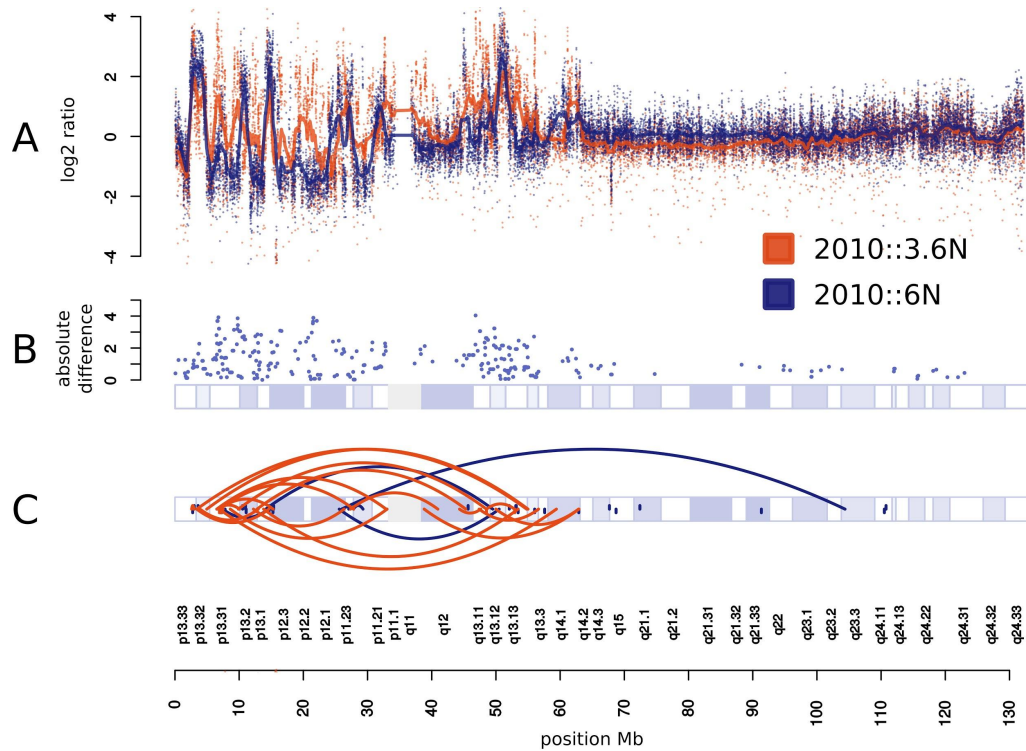 A
log2 ratio
4
2
0
-2
-4
2010::3.6N
2010::6N
B
absolute
difference
4
2
0
C
p13.33
p13.32
p13.31
p13.2
p13.1
p12.3
p12.2
p12.1
p11.23
p11.21
p11.1
q11
q12
q13.11
q13.12
q13.13
q13.3
q14.1
q14.2
q14.3
q15
q21.1
q21.2
q21.31
q21.32
q21.33
q22
q23.1
q23.2
q23.3
q24.11
q24.13
q24.22
q24.31
q24.32
q24.33
0 10 20 30 40 50 60 70 80 90 100 110 120 130
position Mb